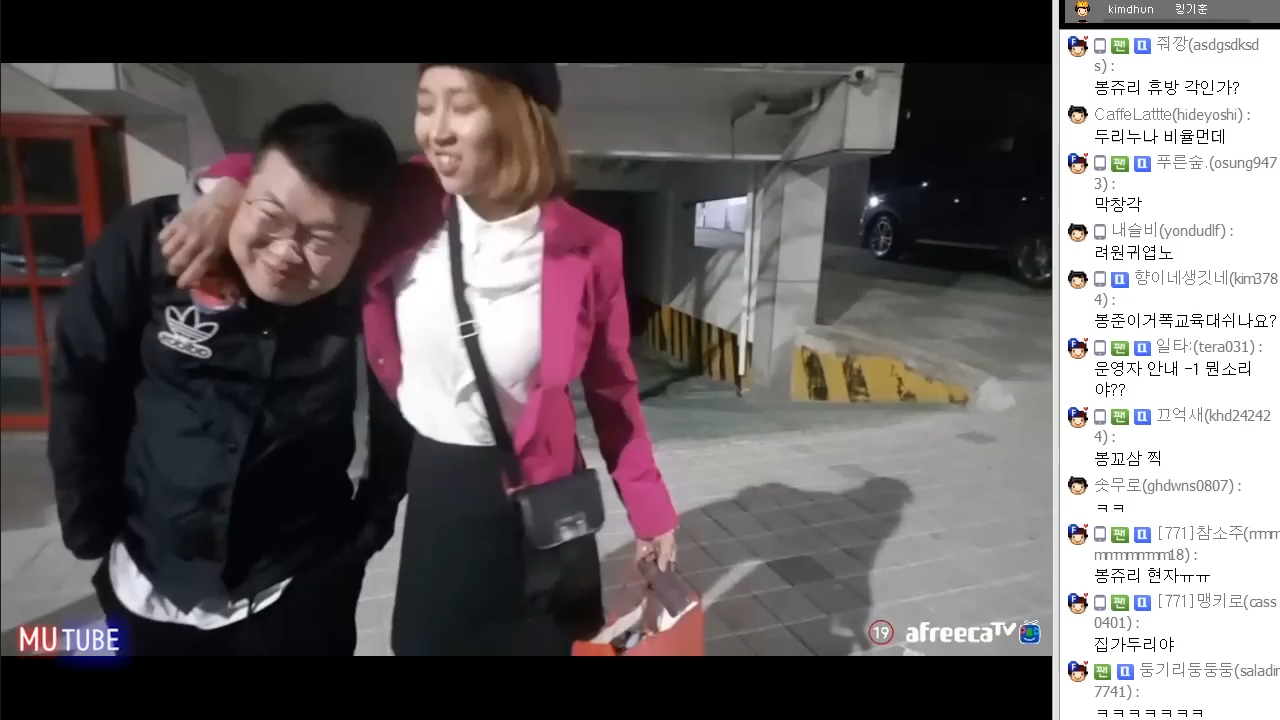 kimdhun 킹기훈
줘깡(asdgsdksd
s) :
봉쥬리 휴방 각인가?
CaffeLattte(hideyoshi) :
두리누나 비율먼데
푸른숲.(osung947
3) :
막창각
내슬비(yondudlf) :
려원귀엽노
향이네생깃네(kim378
4) :
봉준이거폭교육대쉬나요?
일타:(tera031) :
운영자 안내 -1 뭔소리
야??
끄억새(khd24242
4) :
봉꼬삼 찍
숏무로(ghdwns0807) :
ㅋㅋ
[771]참소주(mmm
mmmmmmm18) :
봉쥬리 현자ㅠㅠ
[771]맹키로(cass
0401) :
집가두리야
둥기리둥둥둥(saladin
7741) :
ㅋㅋㅋㅋㅋㅋㅋ
MUTUBE
19 afreecaTV